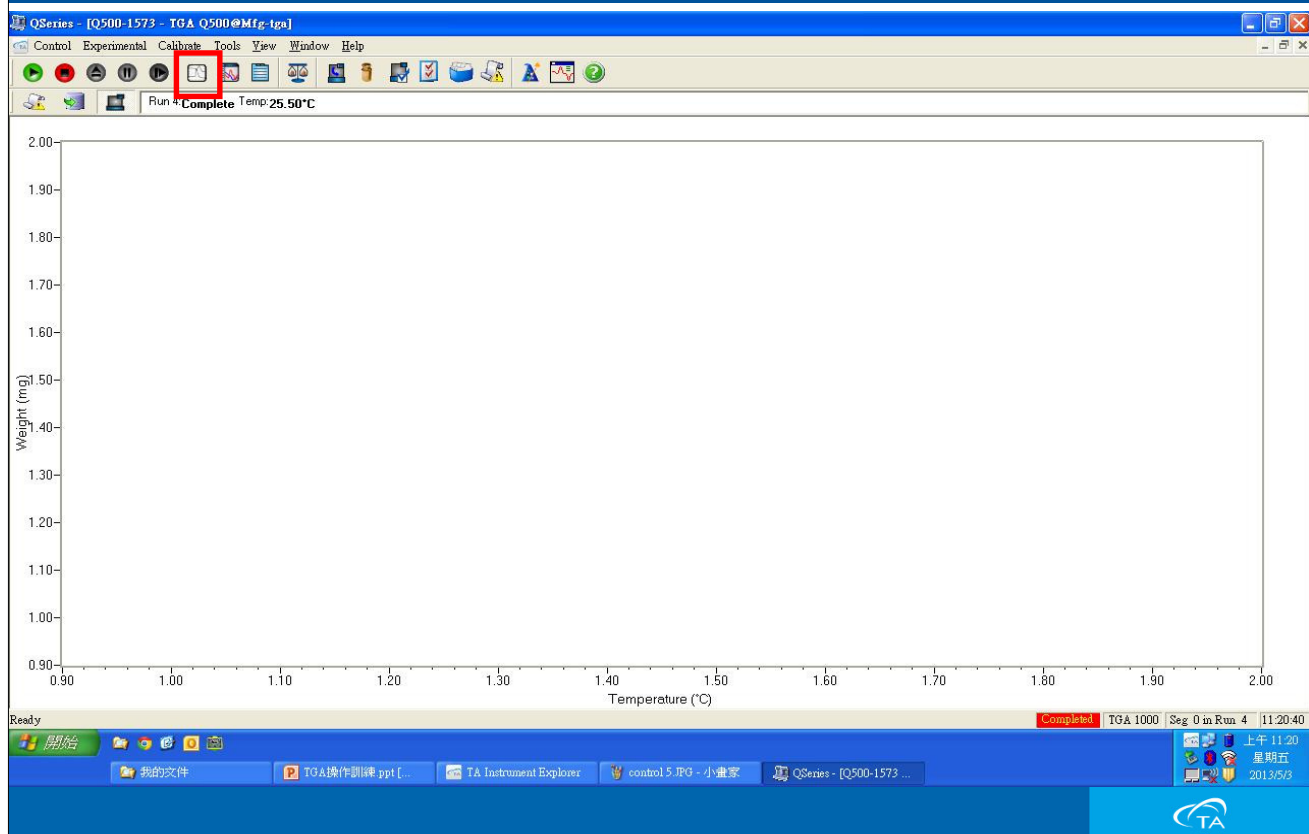 QSeries - [Q500-1573 - TGA Q500@Mfg-tga]
Control Experimental Calibrate Tools View Window Help
Run 4:Complete Temp:25.50°C
2.00
1.90
1.80
1.70
1.60
1.50
1.40
1.30
1.20
1.10
1.00
0.90
Weight (mg)
0.90 1.00 1.10 1.20 1.30 1.40 1.50 1.60 1.70 1.80 1.90 2.00
Temperature (°C)
Ready Completed TGA 1000 Seg 0 in Run 4 11:20:40
開始 上午 11:20
星期五
我的文件 TGA操作訓練 ppt [... TA Instrument Explorer control 5.JPG - 小畫家 QSeries - [Q500-1573 ... 2013/5/3
TA